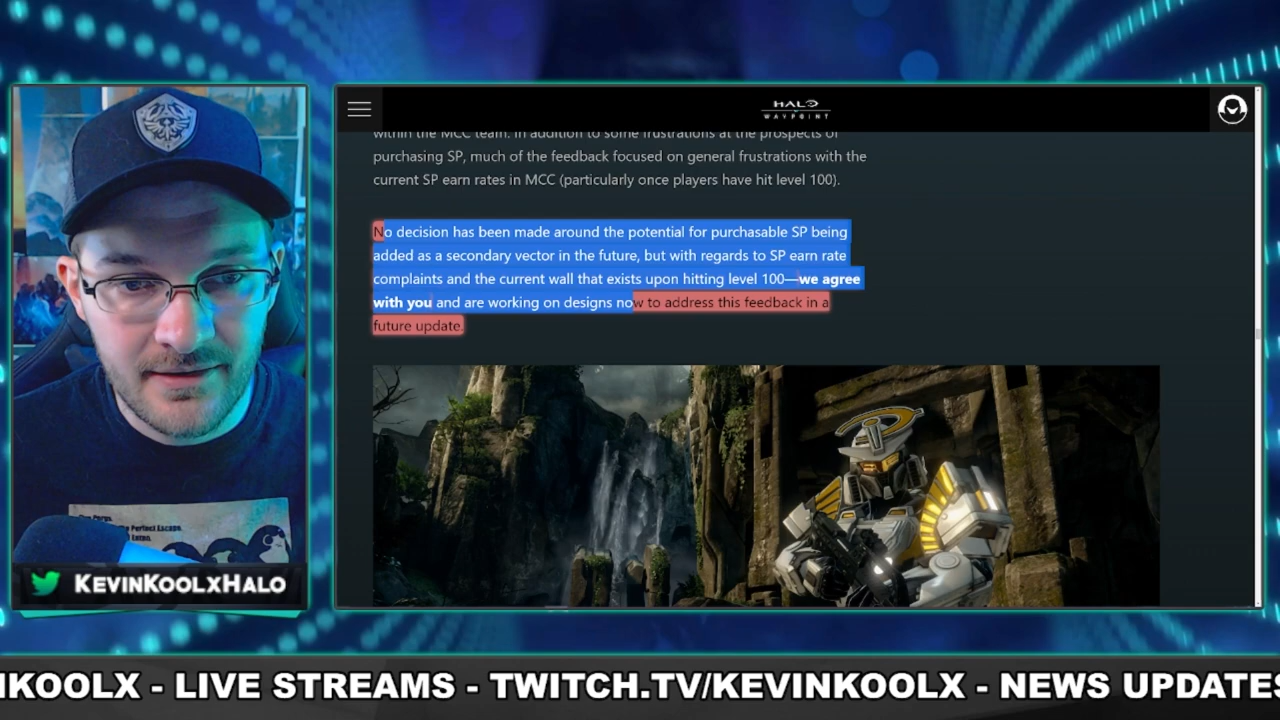 HALO
WAYPOINT
within the MCC team. In addition to some frustrations at the prospects of
purchasing SP, much of the feedback focused on general frustrations with the
current SP earn rates in MCC (particularly once players have hit level 100).
No decision has been made around the potential for purchasable SP being
added as a secondary vector in the future, but with regards to SP earn rate
complaints and the current wall that exists upon hitting level 100—we agree
with you and are working on designs now to address this feedback in a
future update.
Perfect Escape.
KEVINKOOLXHALO
NKOOLX - LIVE STREAMS - TWITCH.TV/KEVINKOOLX - NEWS UPDATES